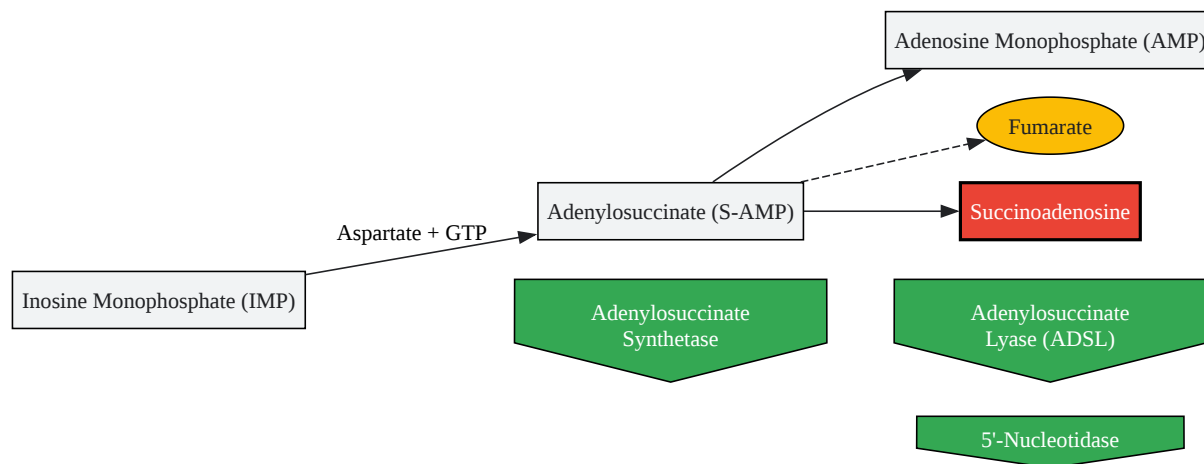 Adenosine Monophosphate (AMP)
Fumarate
Adenylosuccinate (S-AMP)
Succinoadenosine
Aspartate + GTP
Inosine Monophosphate (IMP)
Adenylosuccinate
Synthetase
Adenylosuccinate
Lyase (ADSL)
5'-Nucleotidase